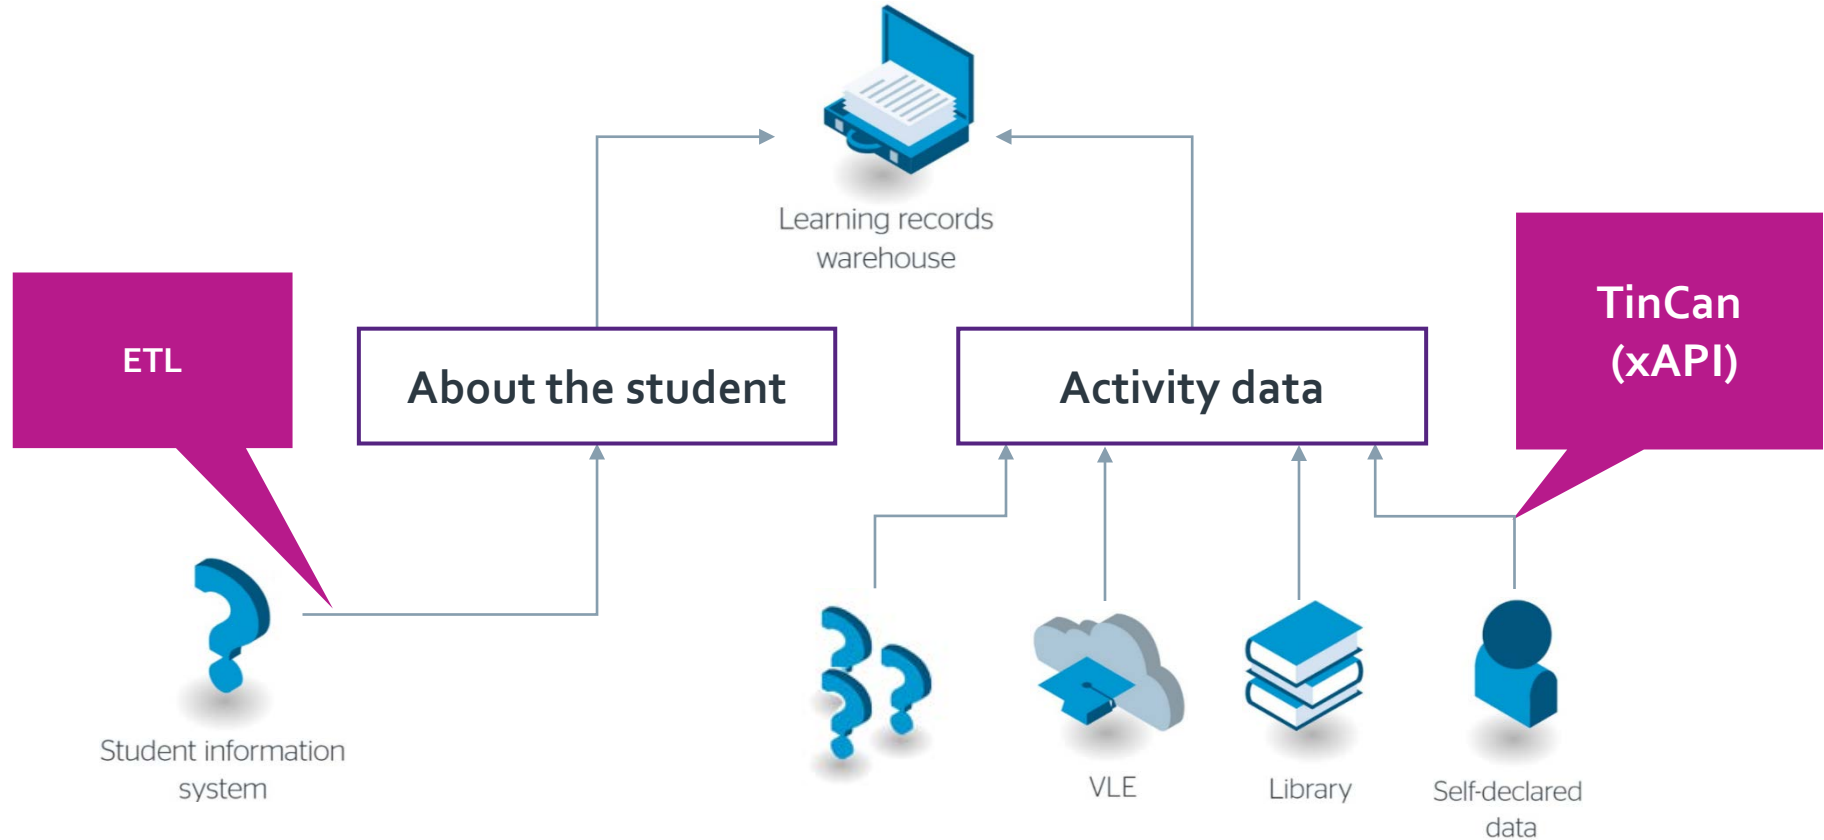 Learning records
warehouse
ETL
About the student
Activity data
TinCan
(xAPI)
Student information
system
VLE
Library
Self-declared
data